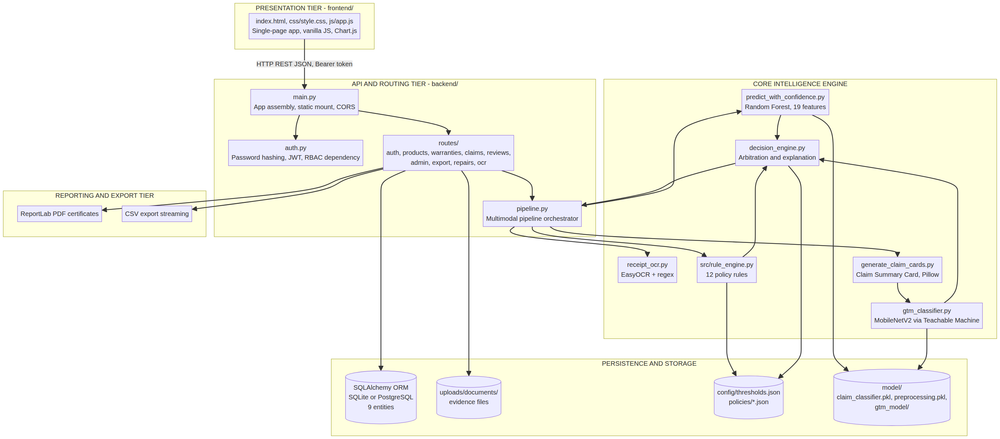 PRESENTATION TIER - frontend/
index.html, css/style.css, js/app.js
Single-page app, vanilla JS, Chart.js
HTTP REST JSON, Bearer token
API AND ROUTING TIER - backend/
main.py
App assembly, static mount, CORS
auth.py
Password hashing, JWT, RBAC dependency
routes/
auth, products, warranties, claims, reviews,
admin, export, repairs, ocr
pipeline.py
Multimodal pipeline orchestrator
CORE INTELLIGENCE ENGINE
predict_with_confidence.py
Random Forest, 19 features
decision_engine.py
Arbitration and explanation
receipt_ocr.py
EasyOCR + regex
src/rule_engine.py
12 policy rules
generate_claim_cards.py
Claim Summary Card, Pillow
gtm_classifier.py
MobileNetV2 via Teachable Machine
REPORTING AND EXPORT TIER
ReportLab PDF certificates
CSV export streaming
PERSISTENCE AND STORAGE
SQLAlchemy ORM
SQLite or PostgreSQL
9 entities
uploads/documents/
evidence files
config/thresholds.json
policies/*.json
model/
claim_classifier.pkl, preprocessing.pkl,
gtm_model/